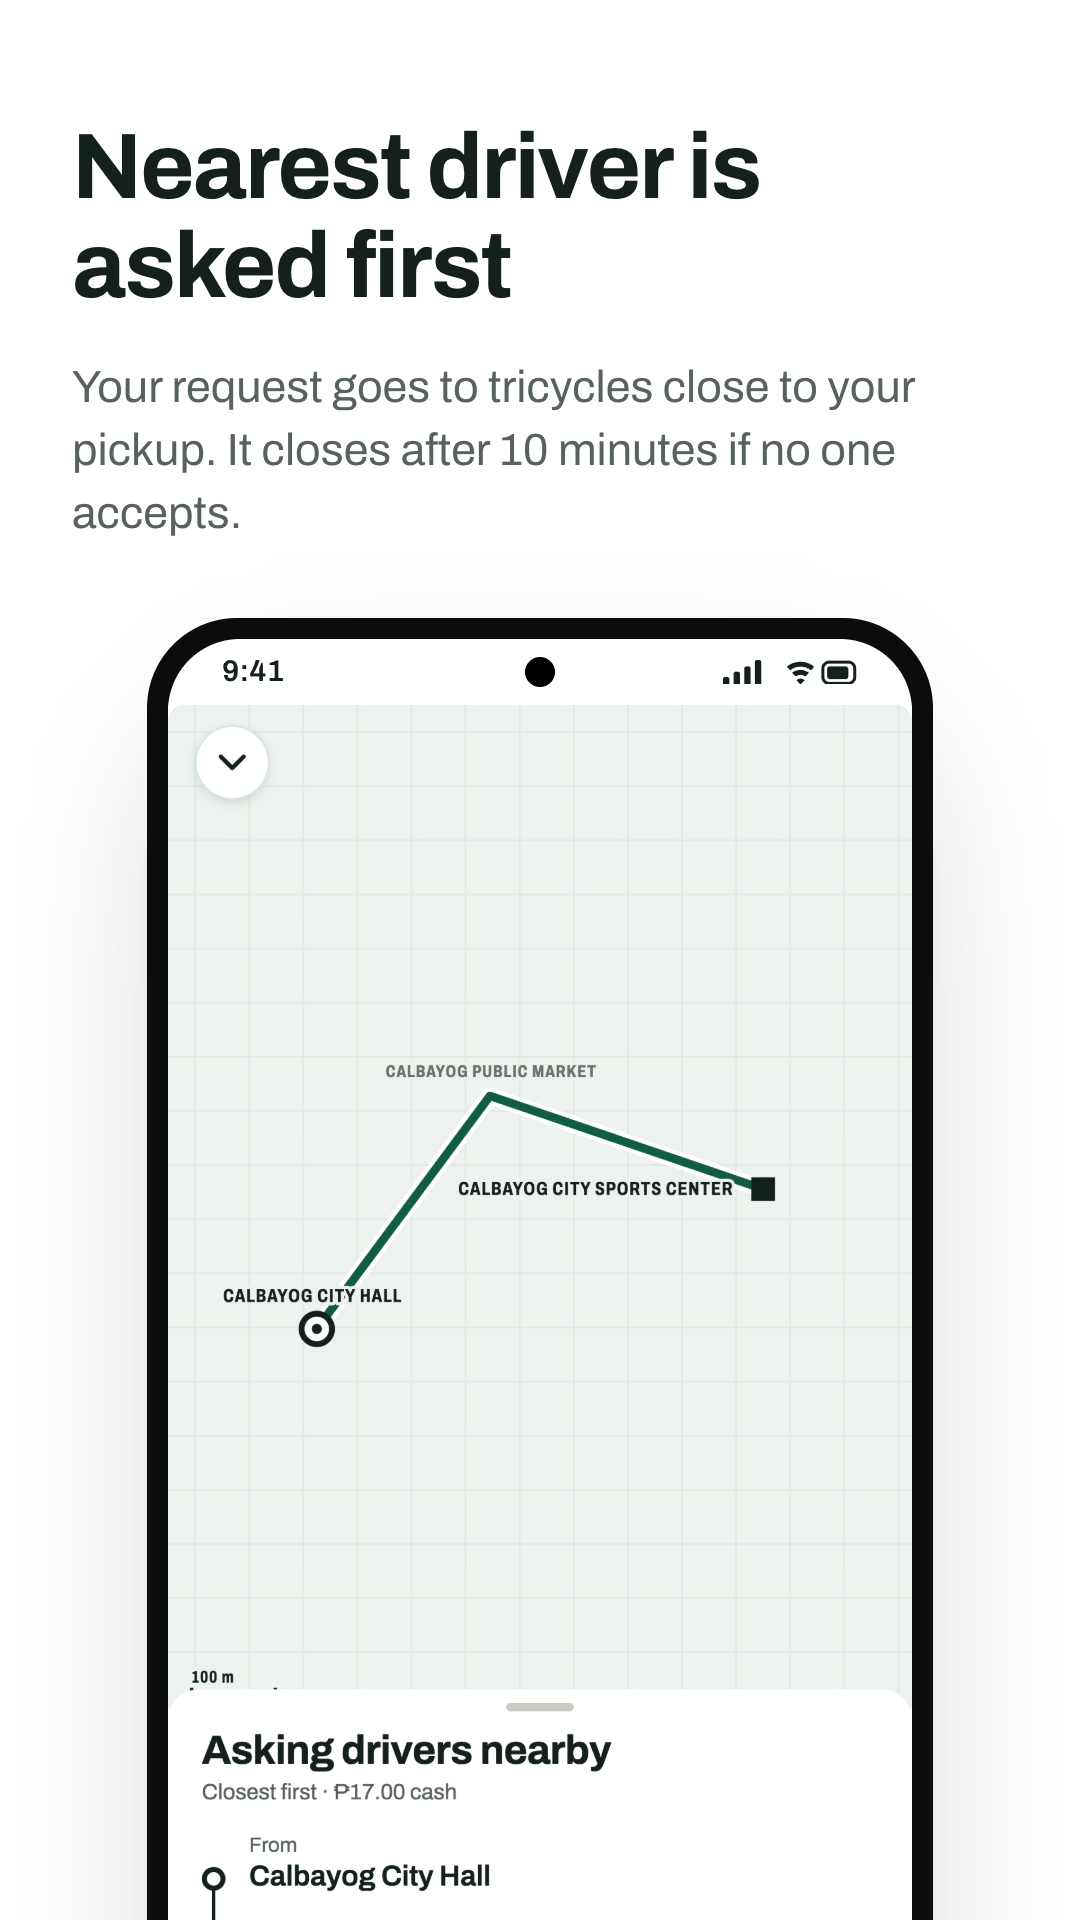 Nearest driver is
asked first
Your request goes to tricycles close to your
pickup. It closes after 10 minutes if no one
accepts.
9:41
CALBAYOG PUBLIC MARKET
CALBAYOG CITY SPORTS CENTER
CALBAYOG CITY HALL
100 m
Asking drivers nearby
Closest first · ₱17.00 cash
From
Calbayog City Hall